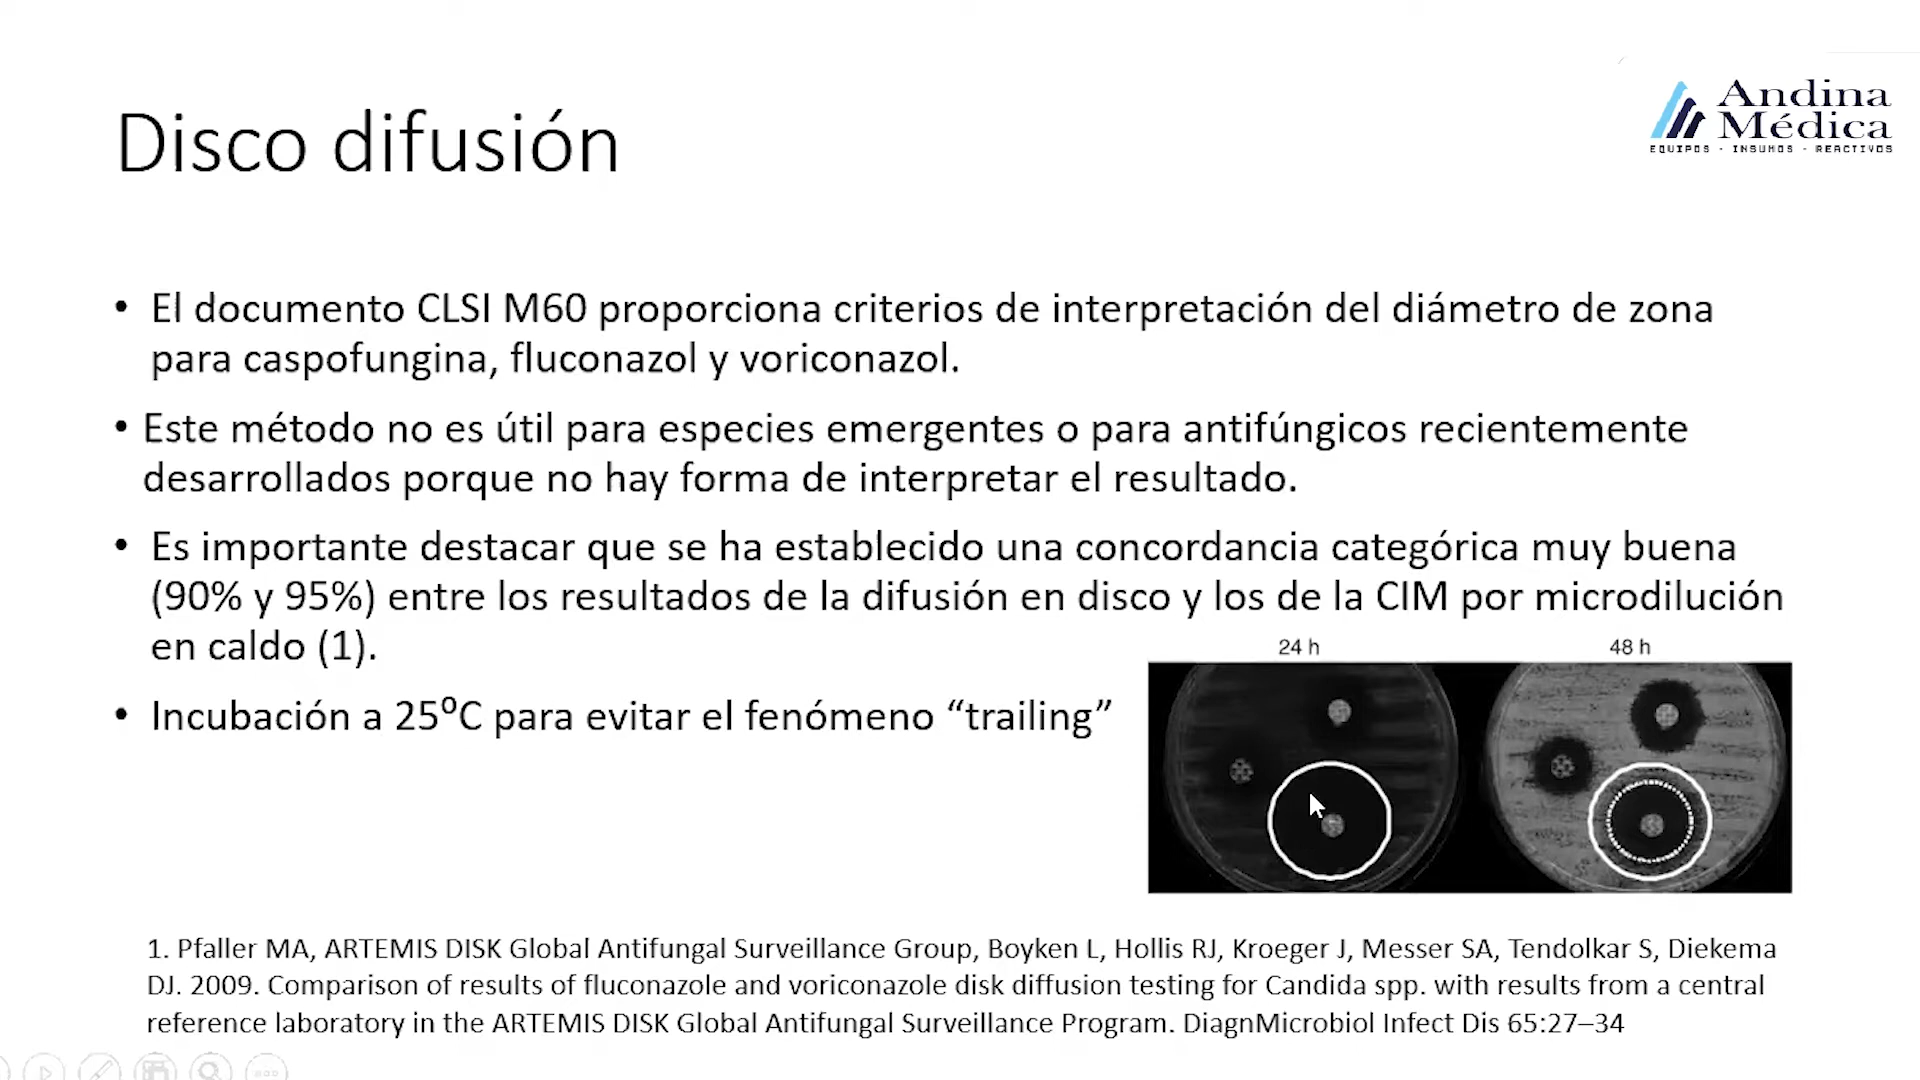 Andina
Médica
EQUIPOS - INSUMOS - REACTIVOS
Disco difusión
• El documento CLSI M60 proporciona criterios de interpretación del diámetro de zona
para caspofungina, fluconazol y voriconazol.
• Este método no es útil para especies emergentes o para antifúngicos recientemente
desarrollados porque no hay forma de interpretar el resultado.
• Es importante destacar que se ha establecido una concordancia categórica muy buena
(90% y 95%) entre los resultados de la difusión en disco y los de la CIM por microdilución
en caldo (1).
• Incubación a 25ºC para evitar el fenómeno “trailing”
24 h
48 h
1. Pfaller MA, ARTEMIS DISK Global Antifungal Surveillance Group, Boyken L, Hollis RJ, Kroeger J, Messer SA, Tendolkar S, Diekema
DJ. 2009. Comparison of results of fluconazole and voriconazole disk diffusion testing for Candida spp. with results from a central
reference laboratory in the ARTEMIS DISK Global Antifungal Surveillance Program. DiagnMicrobiol Infect Dis 65:27–34